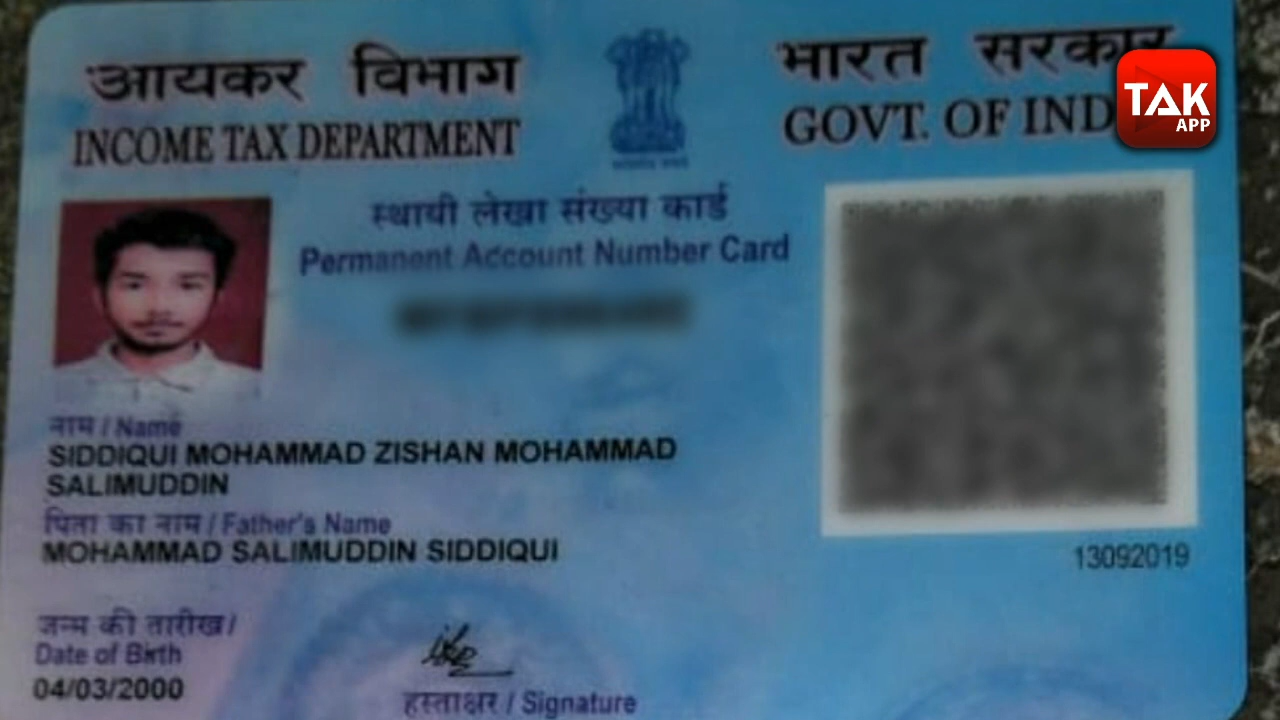 आयकर विभाग
INCOME TAX DEPARTMENT
भारत सरकार
GOVT. OF IND
TAK
APP
स्थायी लेखा संख्या कार्ड
Permanent Account Number Card
नाम / Name
SIDDIQUI MOHAMMAD ZISHAN MOHAMMAD
SALIMUDDIN
पिता का नाम / Father's Name
MOHAMMAD SALIMUDDIN SIDDIQUI
13092019
जन्म की तारीख/
Date of Birth
04/03/2000
हस्ताक्षर / Signature